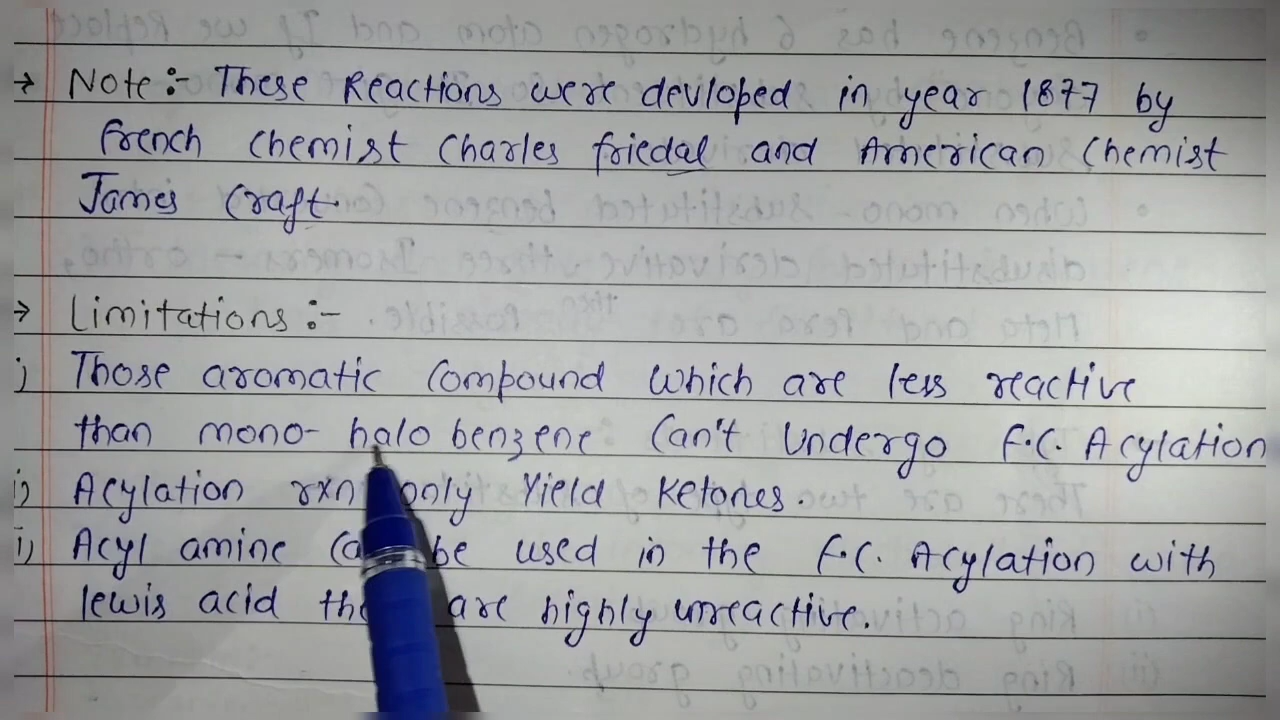 → Note:- These Reactions were devloped in year 1877 by
French Chemist Charles friedal and American Chemist
James Craft.
→ Limitations:-
i) Those aromatic Compound which are less reactive
than mono-halo benzene Can't Undergo F.C. Acylation
Acylation rxn only Yield Ketones.
Acyl amine be used in the F.C. Acylation with
lewis acid are highly unreactive.